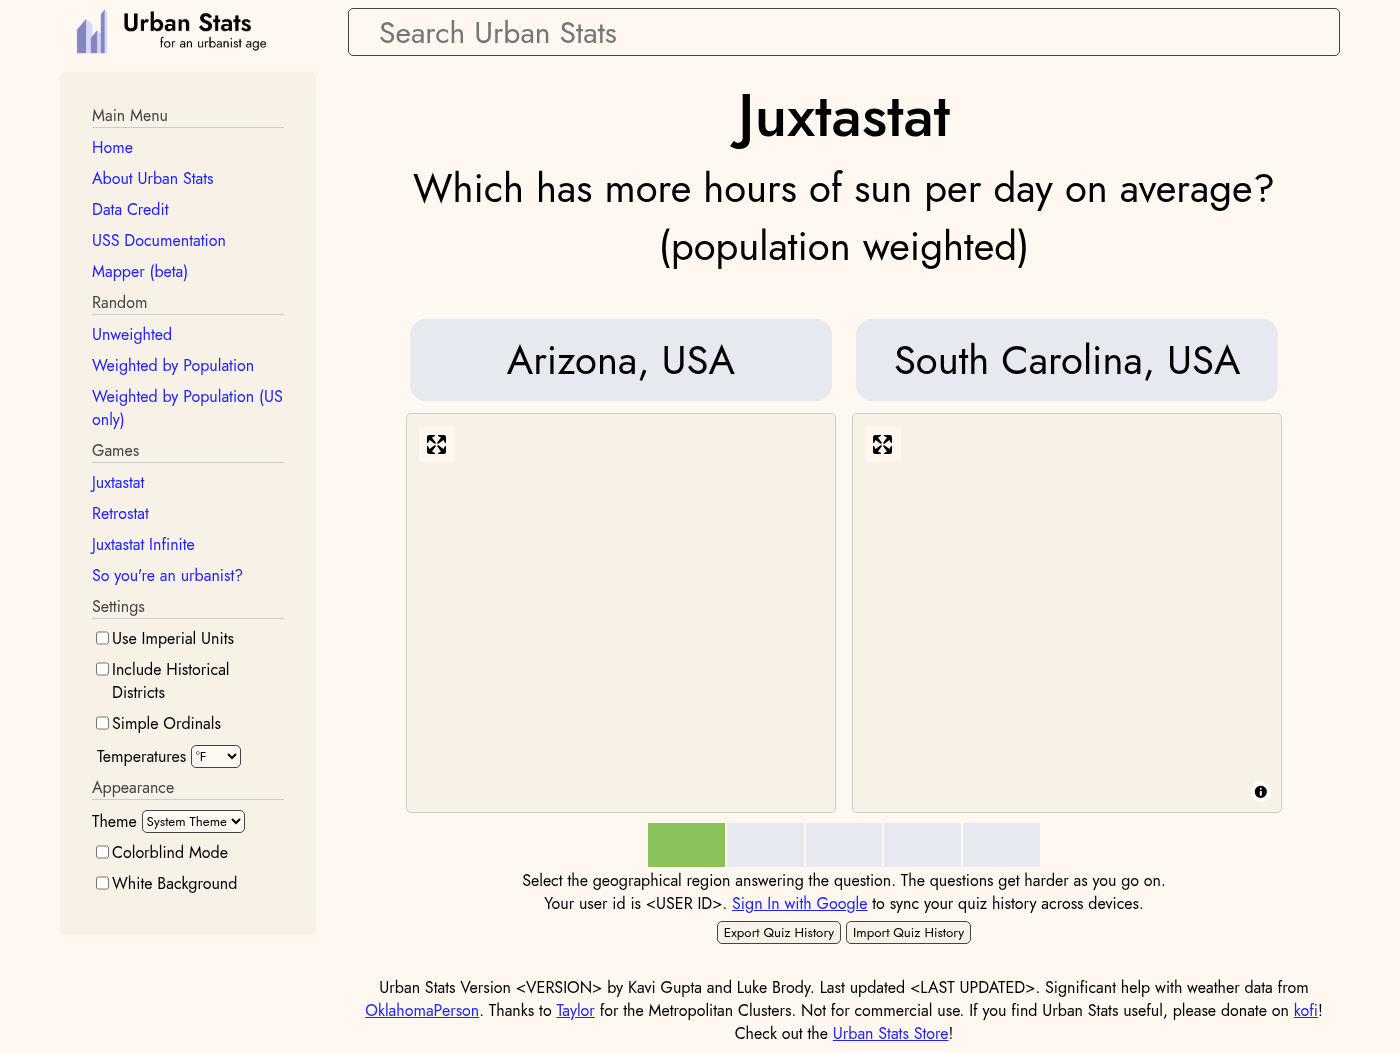 Urban Stats
for an urbanist age
Search Urban Stats
Main Menu
Home
About Urban Stats
Data Credit
USS Documentation
Mapper (beta)
Random
Unweighted
Weighted by Population
Weighted by Population (US
only)
Games
Juxtastat
Retrostat
Juxtastat Infinite
So you're an urbanist?
Settings
Use Imperial Units
Include Historical
Districts
Simple Ordinals
Temperatures °F
Appearance
Theme System Theme
Colorblind Mode
White Background
Juxtastat
Which has more hours of sun per day on average?
(population weighted)
Arizona, USA
South Carolina, USA
Select the geographical region answering the question. The questions get harder as you go on.
Your user id is <USER ID>. Sign In with Google to sync your quiz history across devices.
Export Quiz History Import Quiz History
Urban Stats Version <VERSION> by Kavi Gupta and Luke Brody. Last updated <LAST UPDATED>. Significant help with weather data from
OklahomaPerson. Thanks to Taylor for the Metropolitan Clusters. Not for commercial use. If you find Urban Stats useful, please donate on kofi!
Check out the Urban Stats Store!